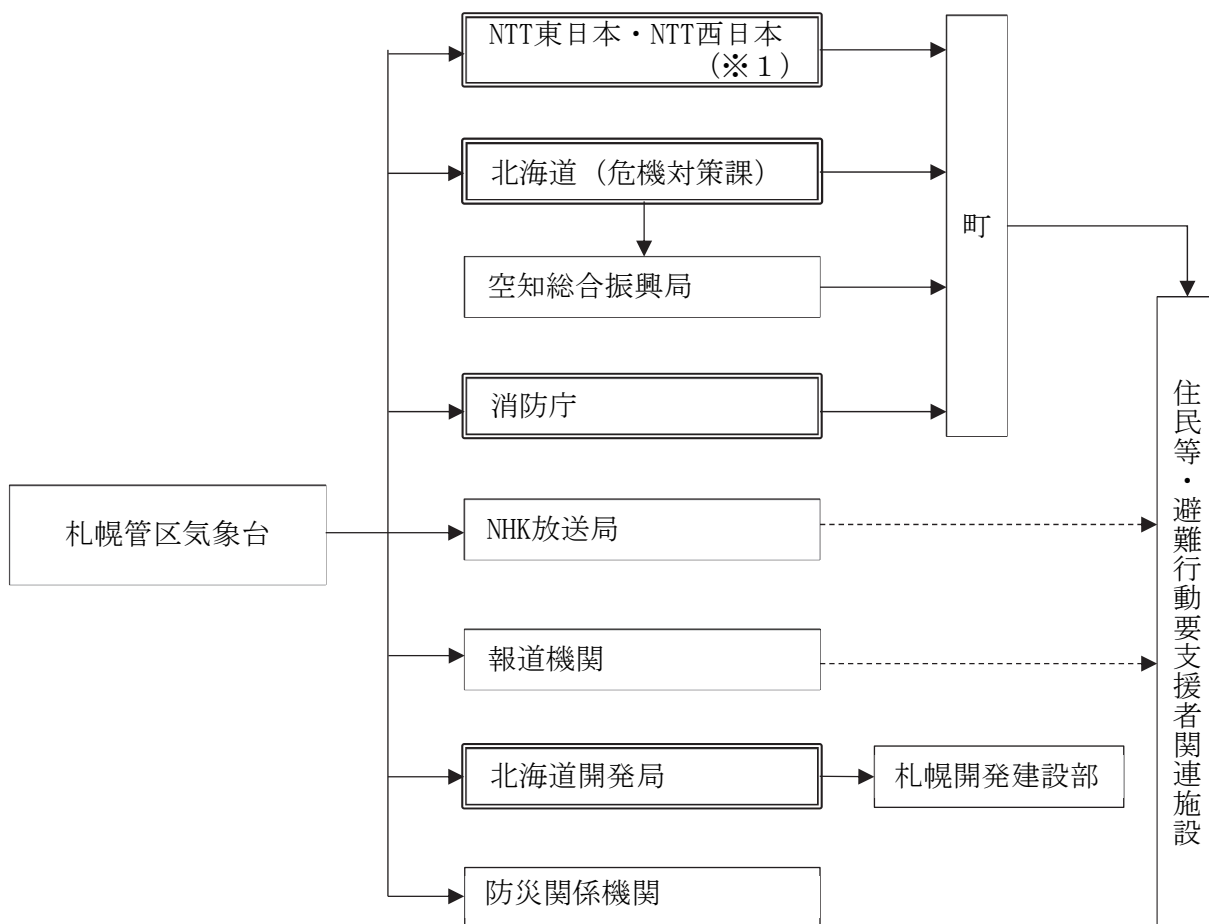 NTT東日本・NTT西日本
(※1)
北海道(危機対策課)
町
空知総合振興局
消防庁
札幌管区気象台
NHK放送局
報道機関
北海道開発局
札幌開発建設部
防災関係機関
住民等・避難行動要支援者関連施設